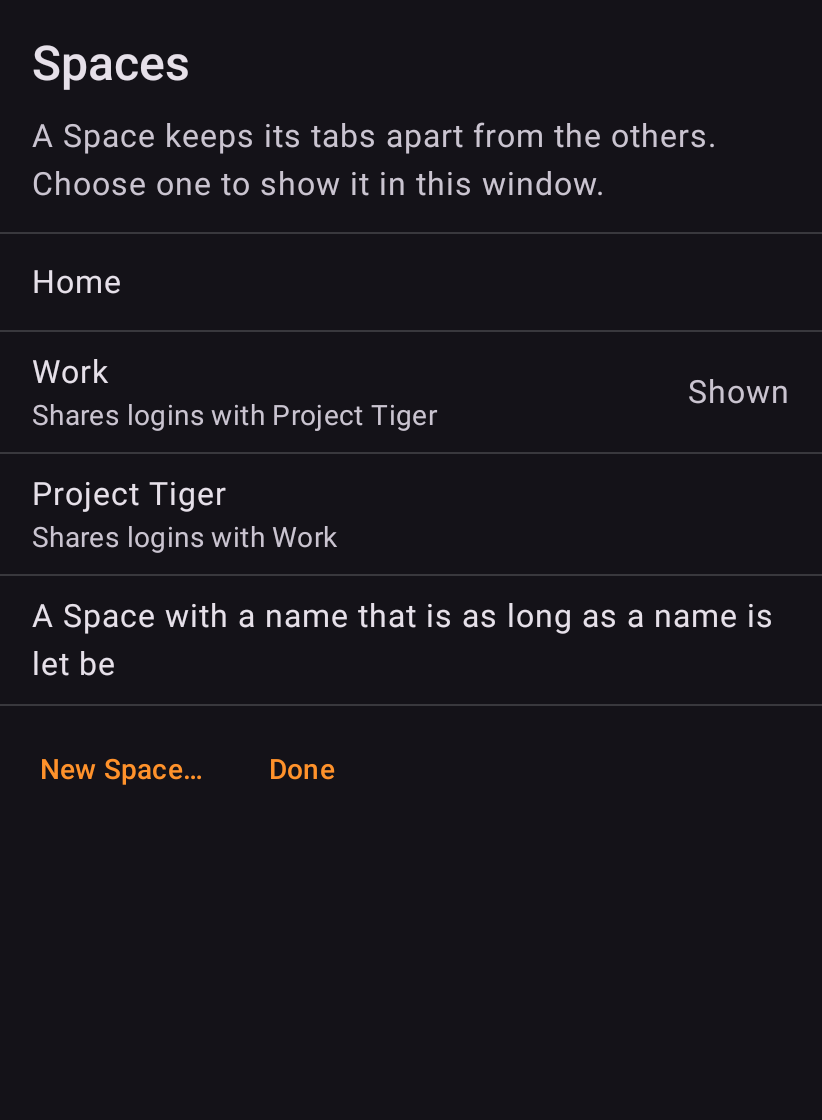 Spaces
A Space keeps its tabs apart from the others.
Choose one to show it in this window.
Home
Work
Shares logins with Project Tiger
Shown
Project Tiger
Shares logins with Work
A Space with a name that is as long as a name is
let be
New Space…
Done